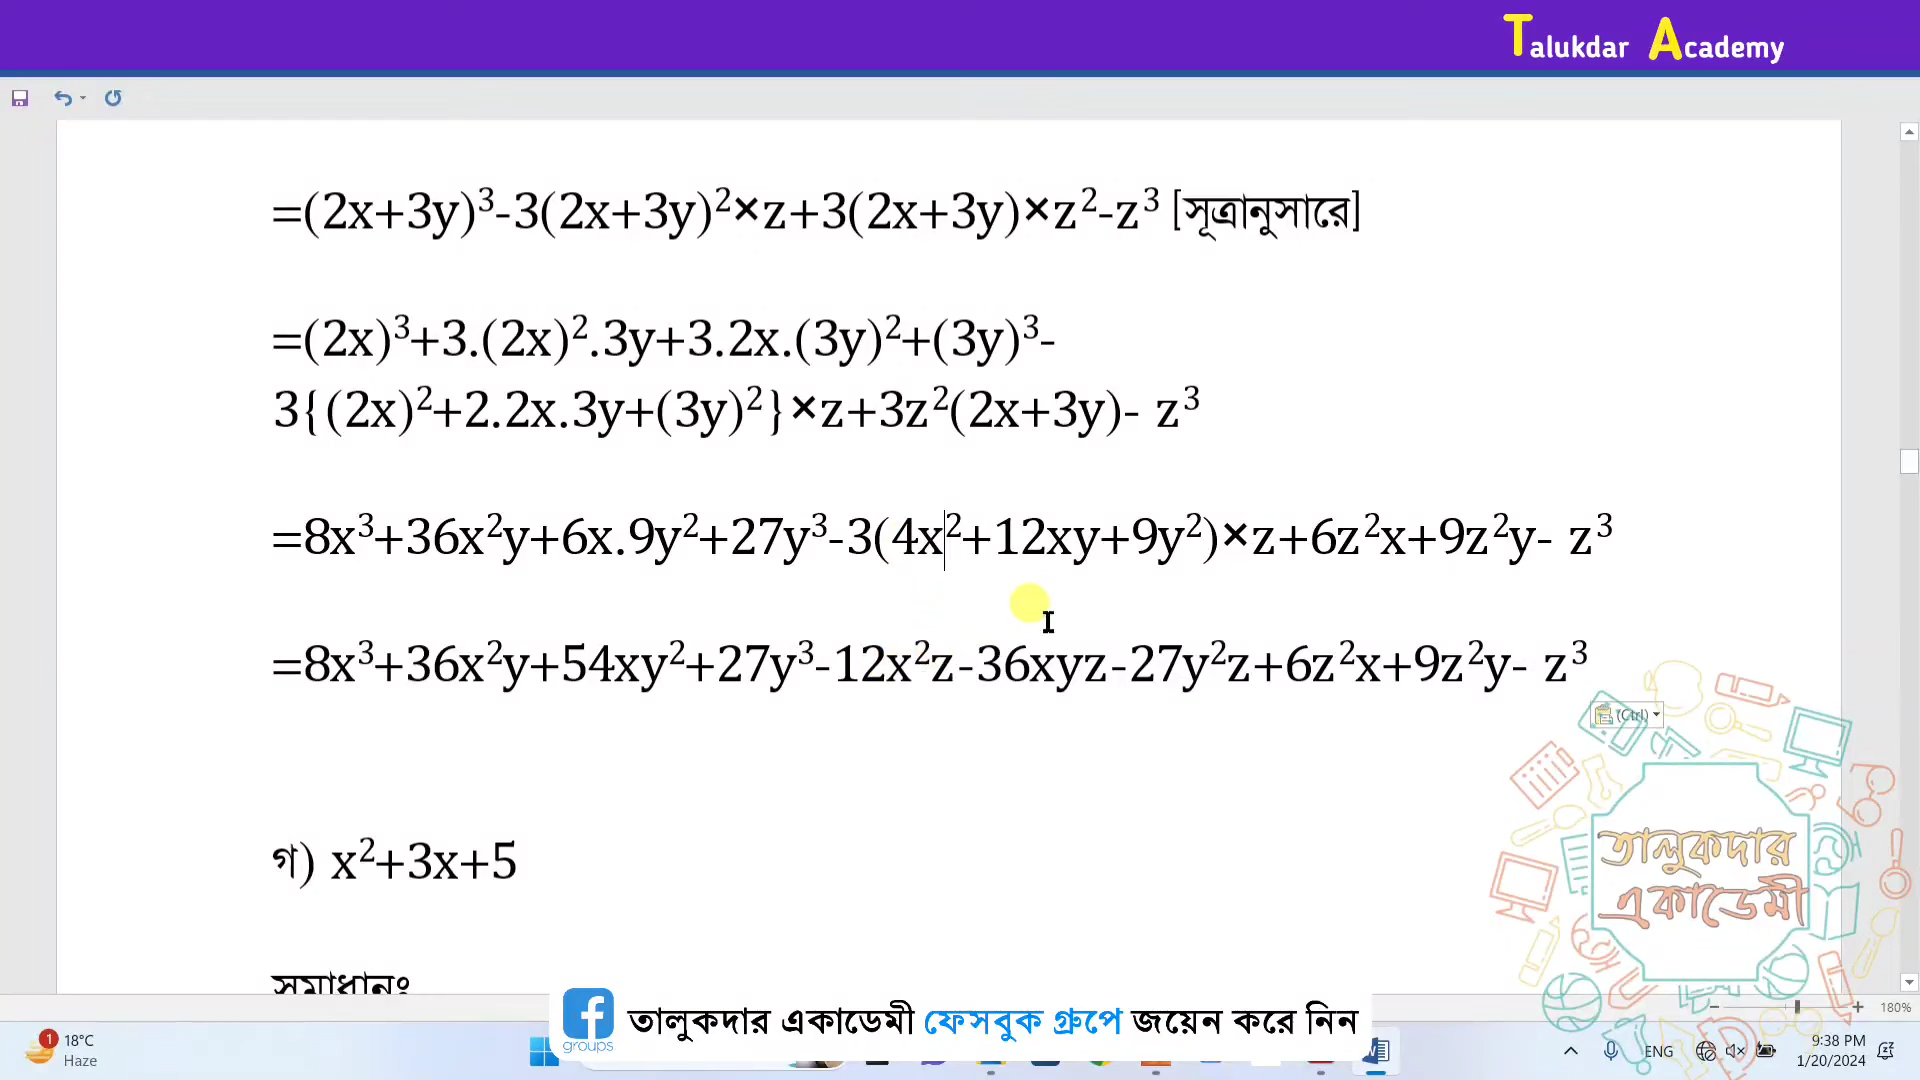 Talukdar Academy
=(2x+3y)³-3(2x+3y)²×z+3(2x+3y)×z²-z³ [সূত্রানুসারে]
=(2x)³+3.(2x)².3y+3.2x.(3y)²+(3y)³-
3{(2x)²+2.2x.3y+(3y)²}×z+3z²(2x+3y)- z³
=8x³+36x²y+6x.9y²+27y³-3(4x²+12xy+9y²)×z+6z²x+9z²y- z³
=8x³+36x²y+54xy²+27y³-12x²z-36xyz-27y²z+6z²x+9z²y- z³
(Ctrl)
গ) x²+3x+5
তালুকদার
একাডেমী
সমাধানঃ
180%
groups
তালুকদার একাডেমী ফেসবুক গ্রুপে জয়েন করে নিন
1
18°C
Haze
ENG
9:38 PM
1/20/2024